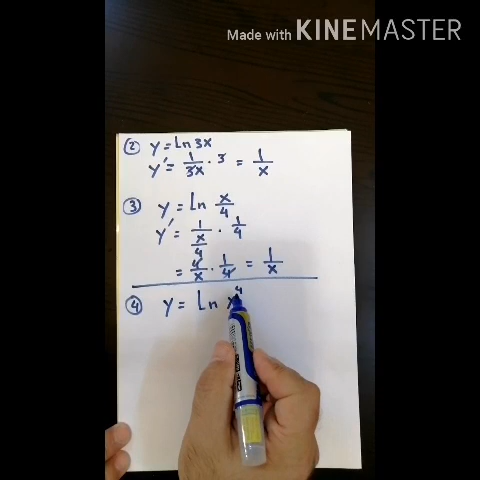 Made with KINEMASTER
② y = Ln 3x
y' = 1/3x · 3 = 1/x
③ y = Ln x/4
y' = 1/(x/4) · 1/4
= 4/x · 1/4 = 1/x
④ y = Ln x⁴